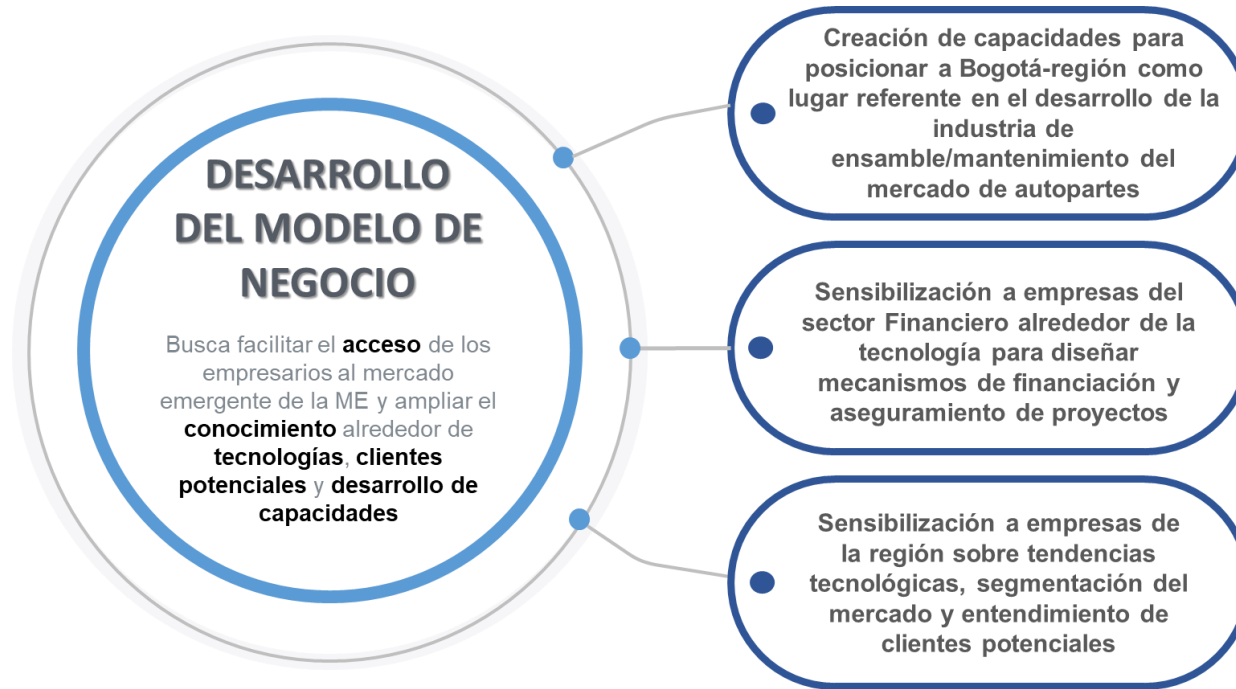 DESARROLLO
DEL MODELO DE
NEGOCIO
Busca facilitar el acceso de los
empresarios al mercado
emergente de la ME y ampliar el
conocimiento alrededor de
tecnologías, clientes
potenciales y desarrollo de
capacidades
Creación de capacidades para
posicionar a Bogotá-región como
lugar referente en el desarrollo de la
industria de
ensamble/mantenimiento del
mercado de autopartes
Sensibilización a empresas del
sector Financiero alrededor de la
tecnología para diseñar
mecanismos de financiación y
aseguramiento de proyectos
Sensibilización a empresas de
la región sobre tendencias
tecnológicas, segmentación del
mercado y entendimiento de
clientes potenciales